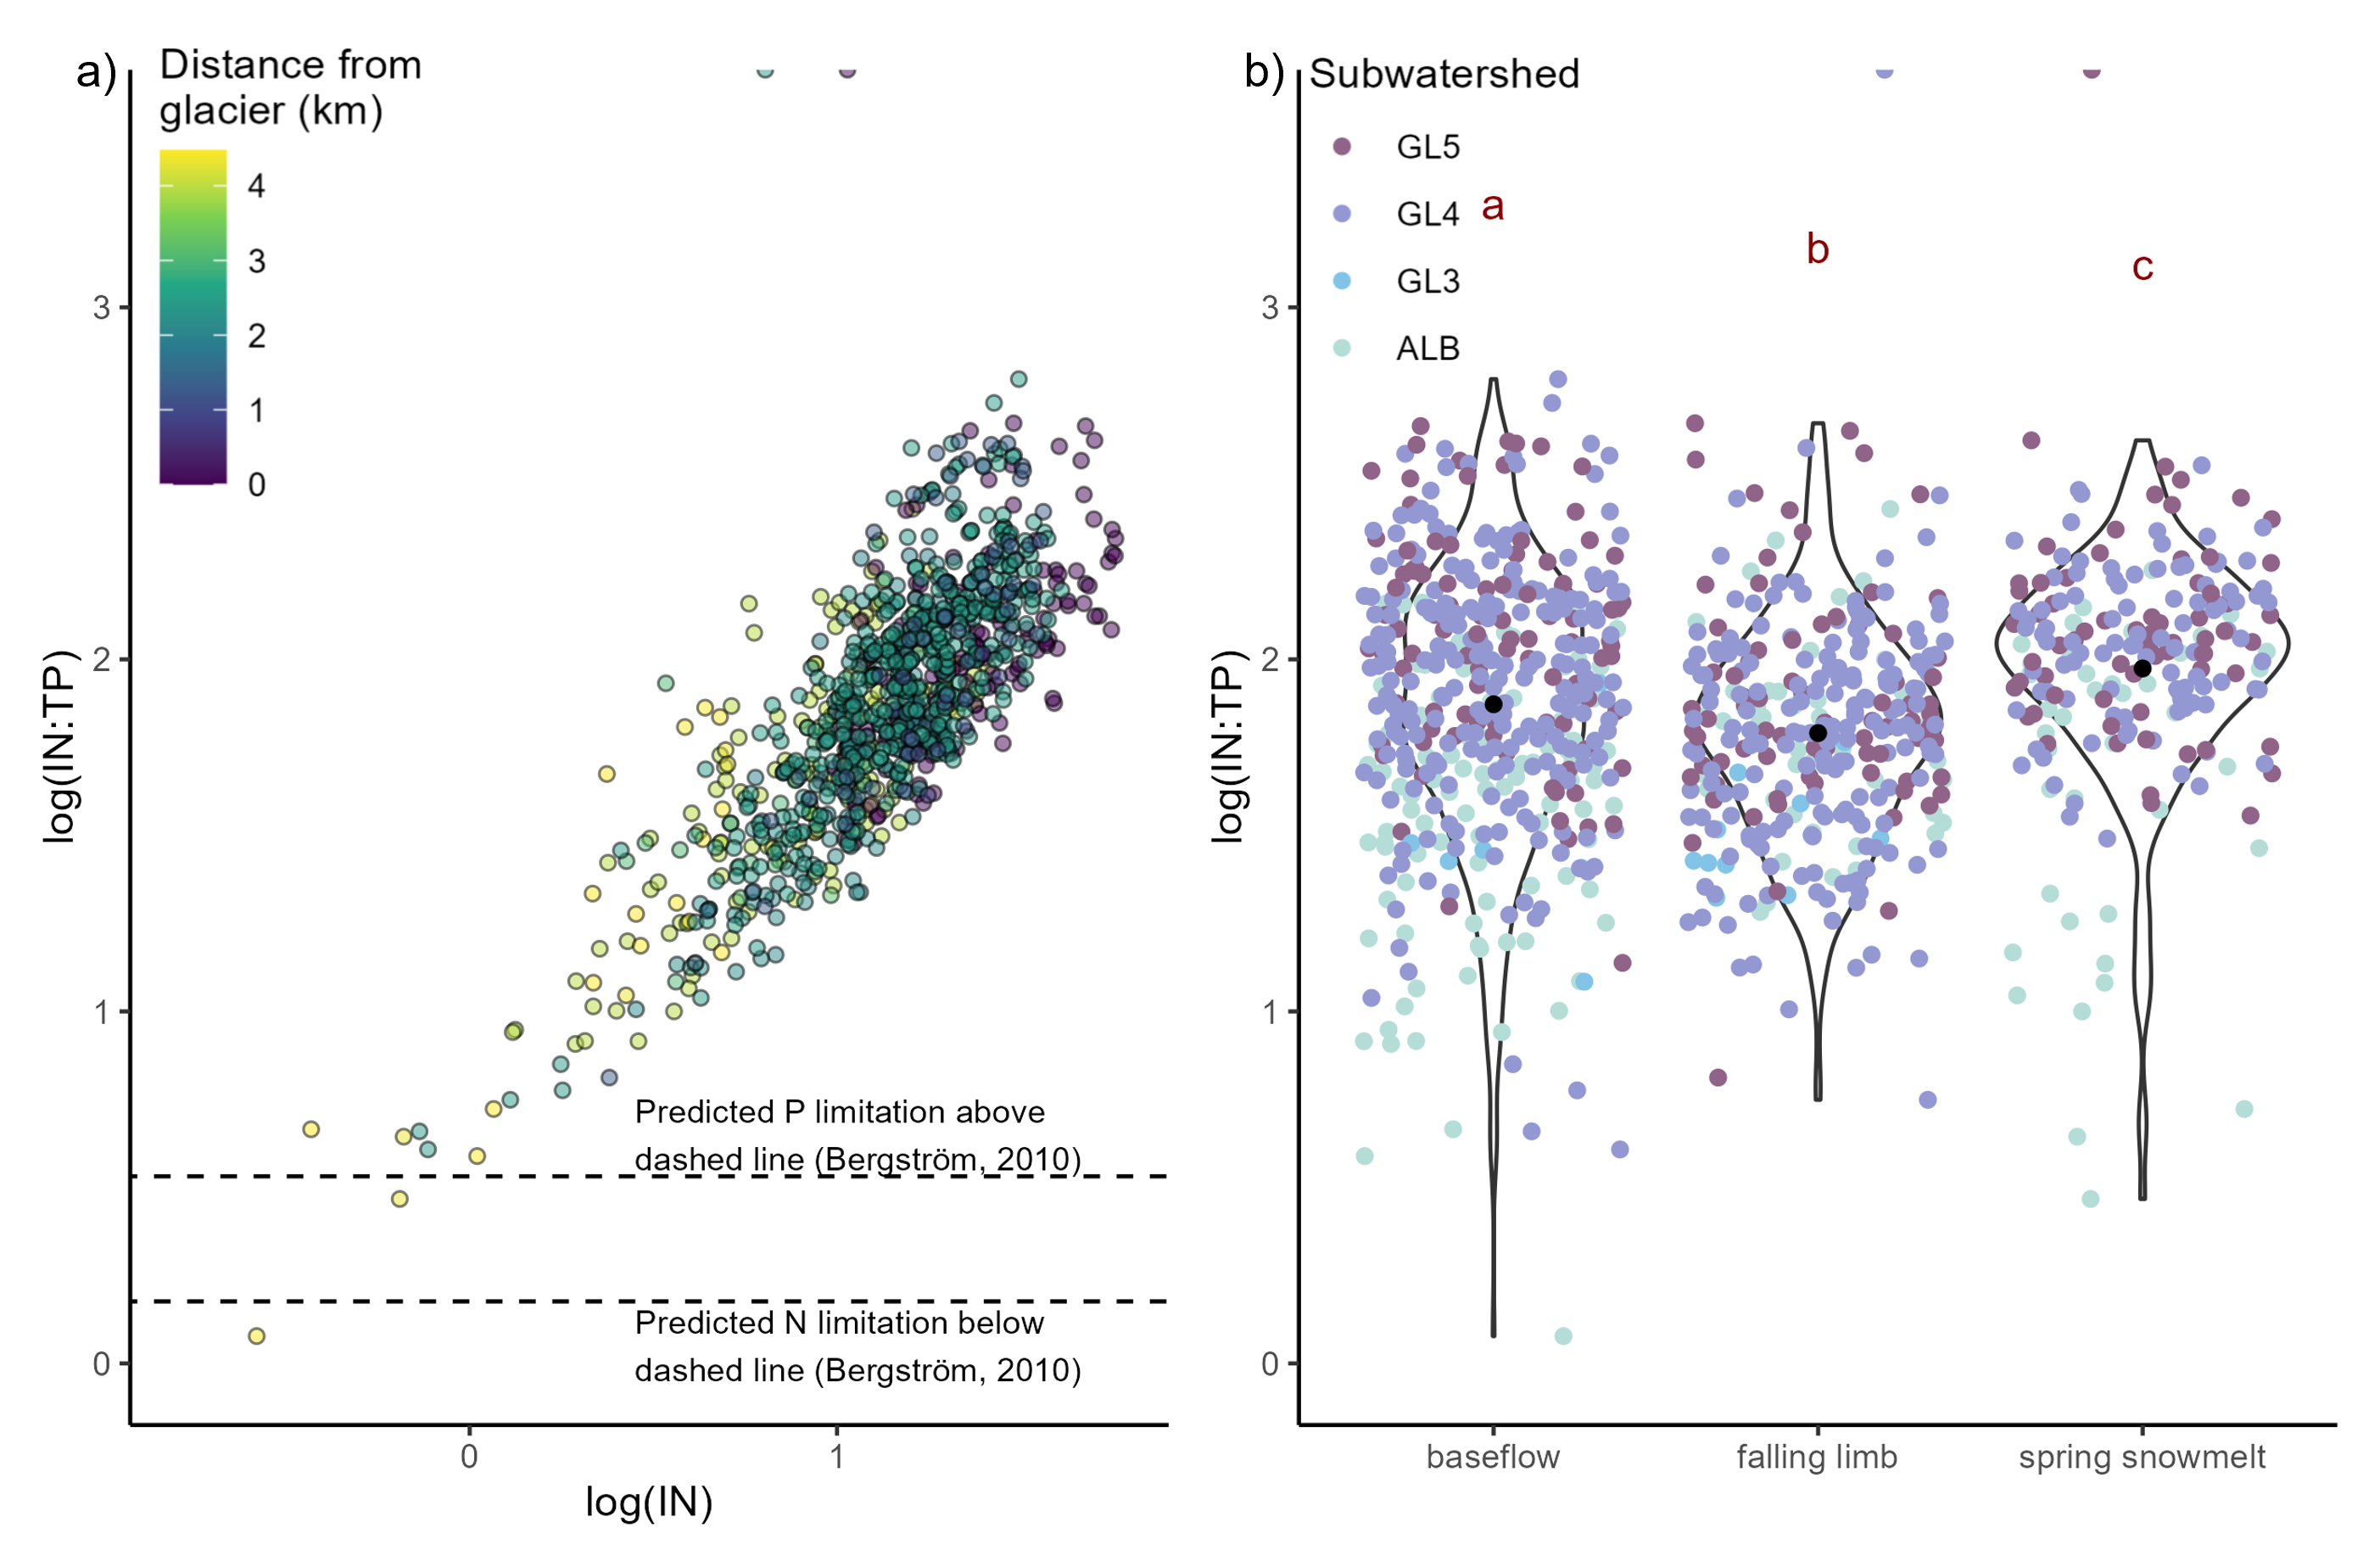 a)
Distance from
glacier (km)
4
3
2
1
0
3
2
1
0
log(IN:TP)
Predicted P limitation above
dashed line (Bergström, 2010)
Predicted N limitation below
dashed line (Bergström, 2010)
0
1
log(IN)
b)
Subwatershed
GL5
GL4
GL3
ALB
a
b
c
3
2
1
0
log(IN:TP)
baseflow
falling limb
spring snowmelt